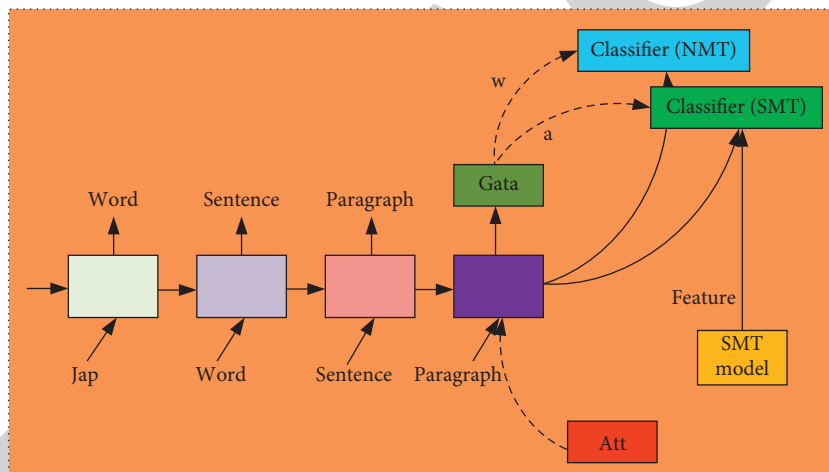 Classifier (NMT)
w
Classifier (SMT)
a
Gata
Word
Sentence
Paragraph
Feature
Jap
Word
Sentence
Paragraph
SMT
model
Att